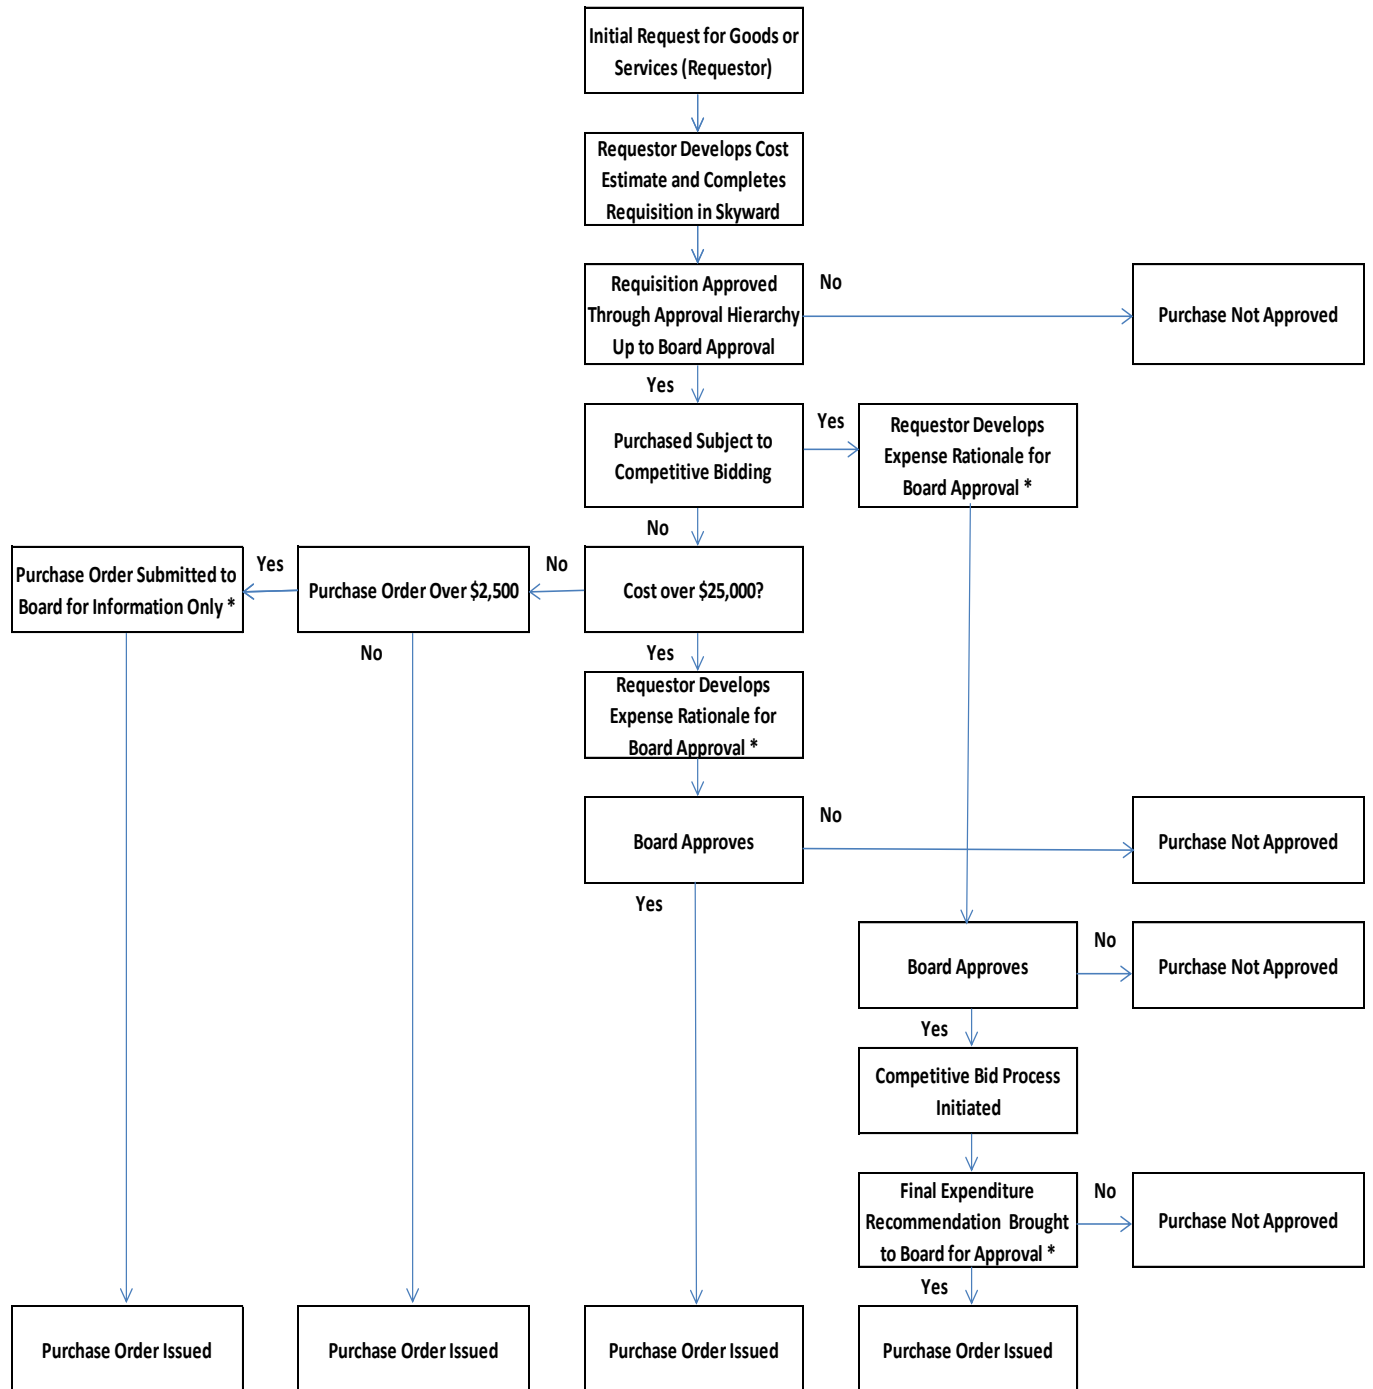 Initial Request for Goods or
Services (Requestor)
Requestor Develops Cost
Estimate and Completes
Requisition in Skyward
Requisition Approved
Through Approval Hierarchy
Up to Board Approval
No
Purchase Not Approved
Yes
Purchased Subject to
Competitive Bidding
Yes
Requestor Develops
Expense Rationale for
Board Approval *
No
Purchase Order Submitted to
Board for Information Only *
Yes
Purchase Order Over $2,500
No
Cost over $25,000?
No
Yes
Requestor Develops
Expense Rationale for
Board Approval *
Board Approves
No
Purchase Not Approved
Yes
Board Approves
No
Purchase Not Approved
Yes
Competitive Bid Process
Initiated
Final Expenditure
Recommendation  Brought
to Board for Approval *
No
Purchase Not Approved
Yes
Purchase Order Issued
Purchase Order Issued
Purchase Order Issued
Purchase Order Issued